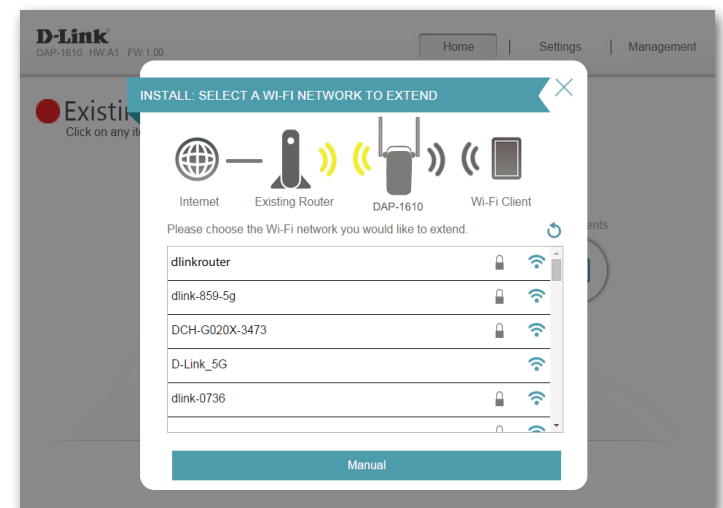 D-Link
DAP-1610 HW:A1 FW:1.00
Home | Settings | Management
INSTALL: SELECT A WI-FI NETWORK TO EXTEND
Existi
Click on any it
Internet
Existing Router
DAP-1610
Wi-Fi Client
Please choose the Wi-Fi network you would like to extend.
ents
dlinkrouter
dlink-859-5g
DCH-G020X-3473
D-Link_5G
dlink-0736
Manual